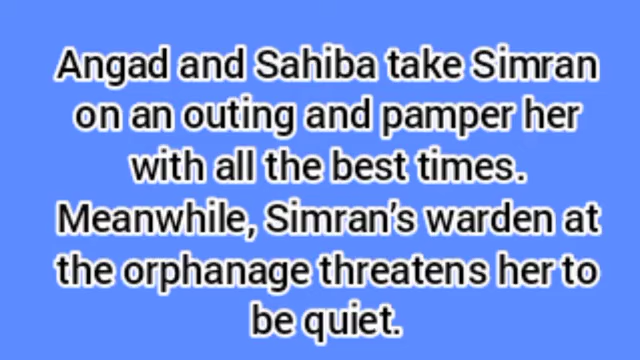 Angad and Sahiba take Simran
on an outing and pamper her
with all the best times.
Meanwhile, Simran's warden at
the orphanage threatens her to
be quiet.